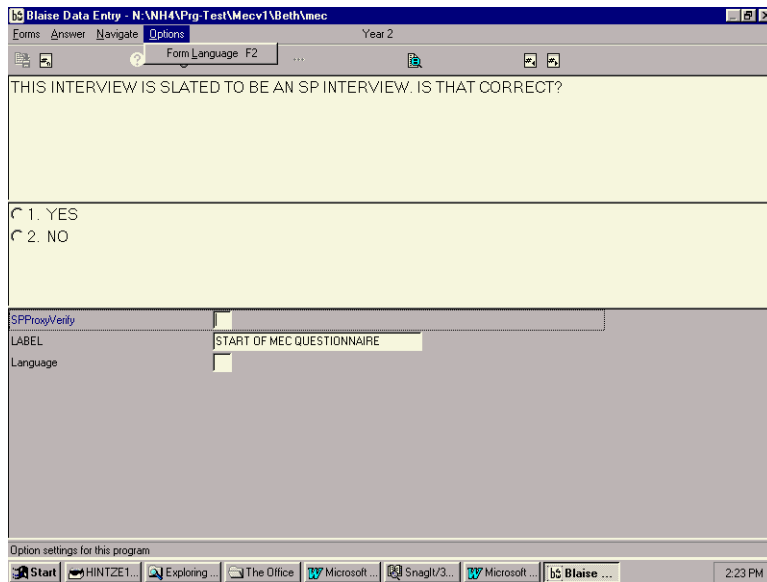 Blaise Data Entry - N:\NH4\Prg-Test\Mecv1\Beth\mec
Forms Answer Navigate Options Year 2
Form Language F2
THIS INTERVIEW IS SLATED TO BE AN SP INTERVIEW. IS THAT CORRECT?
1. YES
2. NO
SPProxyVerify
LABEL START OF MEC QUESTIONNAIRE
Language
Option settings for this program
Start HINTZE1... Exploring ... The Office Microsoft ... SnagIt/3... Microsoft ... Blaise ... 2:23 PM